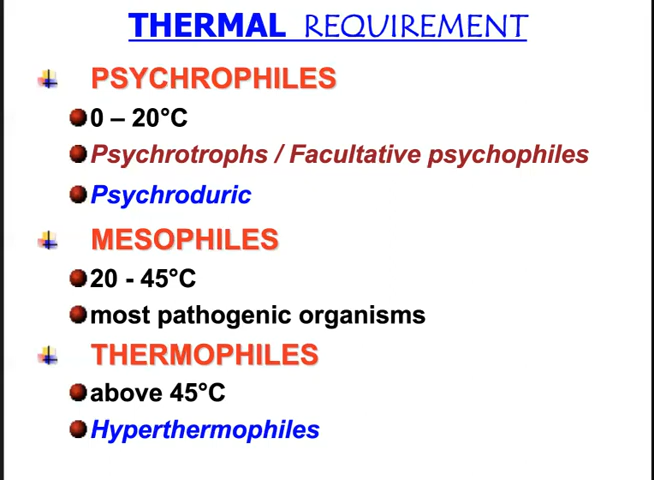 THERMAL REQUIREMENT
PSYCHROPHILES
0 – 20°C
Psychrotrophs / Facultative psychophiles
Psychroduric
MESOPHILES
20 - 45°C
most pathogenic organisms
THERMOPHILES
above 45°C
Hyperthermophiles